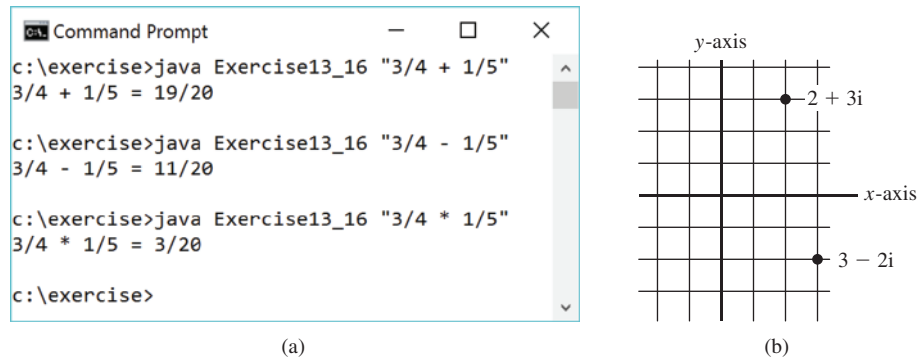 Command Prompt
c:\exercise>java Exercise13_16 "3/4 + 1/5"
3/4 + 1/5 = 19/20
c:\exercise>java Exercise13_16 "3/4 - 1/5"
3/4 - 1/5 = 11/20
c:\exercise>java Exercise13_16 "3/4 * 1/5"
3/4 * 1/5 = 3/20
c:\exercise>
(a)
y-axis
2 + 3i
x-axis
3 − 2i
(b)